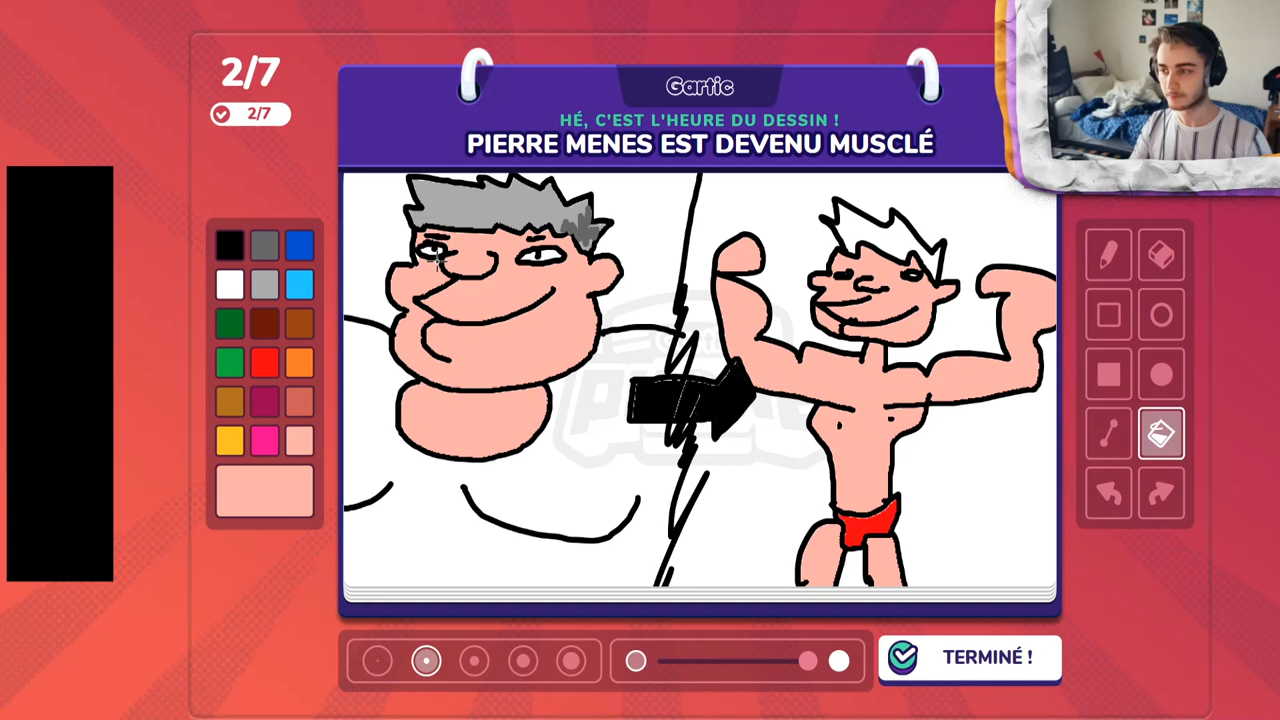 2/7
2/7
Gartic
HÉ, C'EST L'HEURE DU DESSIN !
PIERRE MENES EST DEVENU MUSCLÉ
TERMINÉ !